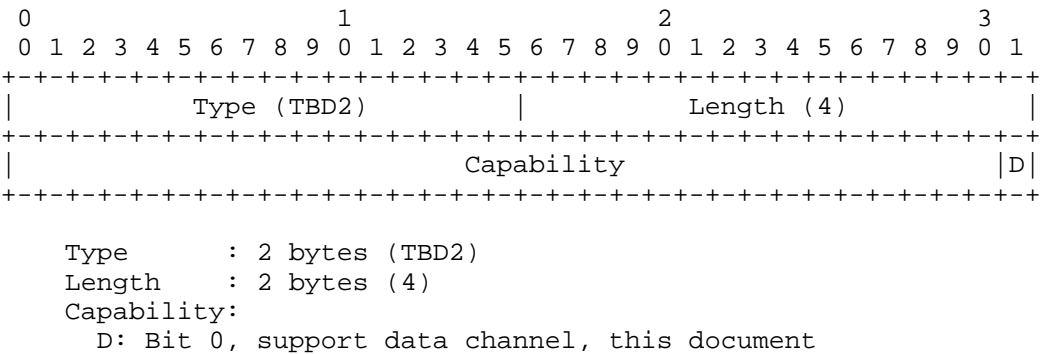 0                   1                   2                   3
 0 1 2 3 4 5 6 7 8 9 0 1 2 3 4 5 6 7 8 9 0 1 2 3 4 5 6 7 8 9 0 1
+-+-+-+-+-+-+-+-+-+-+-+-+-+-+-+-+-+-+-+-+-+-+-+-+-+-+-+-+-+-+-+-+
|           Type (TBD2)         |          Length (4)           |
+-+-+-+-+-+-+-+-+-+-+-+-+-+-+-+-+-+-+-+-+-+-+-+-+-+-+-+-+-+-+-+-+
|                            Capability                       |D|
+-+-+-+-+-+-+-+-+-+-+-+-+-+-+-+-+-+-+-+-+-+-+-+-+-+-+-+-+-+-+-+-+
    Type      : 2 bytes (TBD2)
    Length    : 2 bytes (4)
    Capability:
      D: Bit 0, support data channel, this document